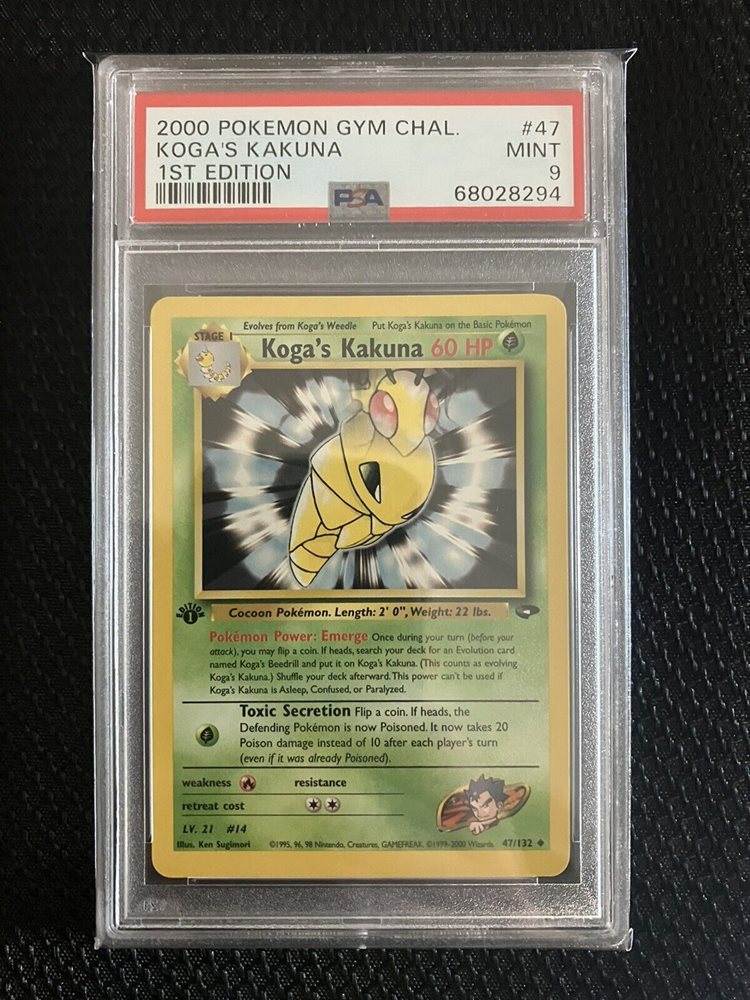 2000 POKEMON GYM CHAL. #47
KOGA'S KAKUNA MINT
1ST EDITION 9
PSA 68028294
Evolves from Koga's Weedle Put Koga's Kakuna on the Basic Pokémon
STAGE 1
Koga's Kakuna 60 HP
EDITION
1
Cocoon Pokémon. Length: 2' 0", Weight: 22 lbs.
Pokémon Power: Emerge Once during your turn (before your
attack), you may flip a coin. If heads, search your deck for an Evolution card
named Koga's Beedrill and put it on Koga's Kakuna. (This counts as evolving
Koga's Kakuna.) Shuffle your deck afterward. This power can't be used if
Koga's Kakuna is Asleep, Confused, or Paralyzed.
Toxic Secretion Flip a coin. If heads, the
Defending Pokémon is now Poisoned. It now takes 20
Poison damage instead of 10 after each player's turn
(even if it was already Poisoned).
weakness resistance
retreat cost
LV. 21 #14
Illus. Ken Sugimori ©1995, 96, 98 Nintendo, Creatures, GAMEFREAK. ©1999-2000 Wizards. 47/132